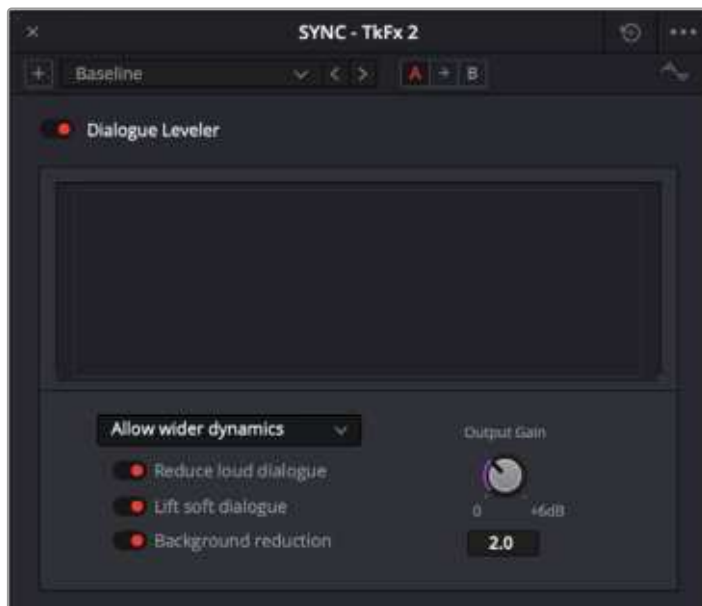 SYNC - TkFx 2
Baseline
A B
Dialogue Leveler
Allow wider dynamics
Reduce loud dialogue
Output Gain
Lift soft dialogue
0 +6dB
Background reduction
2.0